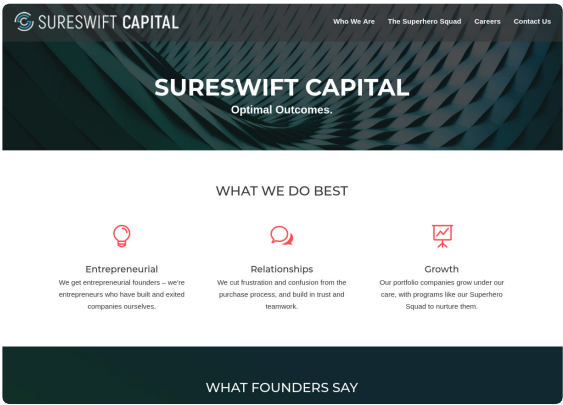 SURESWIFT CAPITAL
Who We Are
The Superhero Squad
Careers
Contact Us
SURESWIFT CAPITAL
Optimal Outcomes.
WHAT WE DO BEST
Entrepreneurial
We get entrepreneurial founders – we're
entrepreneurs who have built and exited
companies ourselves.
Relationships
We cut frustration and confusion from the
purchase process, and build in trust and
teamwork.
Growth
Our portfolio companies grow under our
care, with programs like our Superhero
Squad to nurture them.
WHAT FOUNDERS SAY